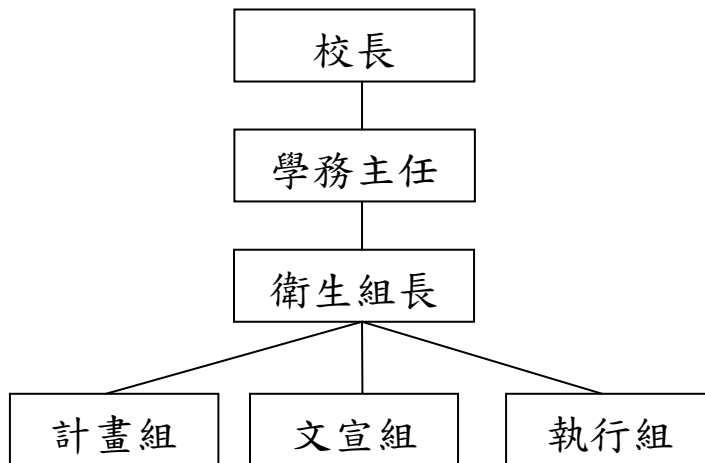 校長
學務主任
衛生組長
計畫組 文宣組 執行組